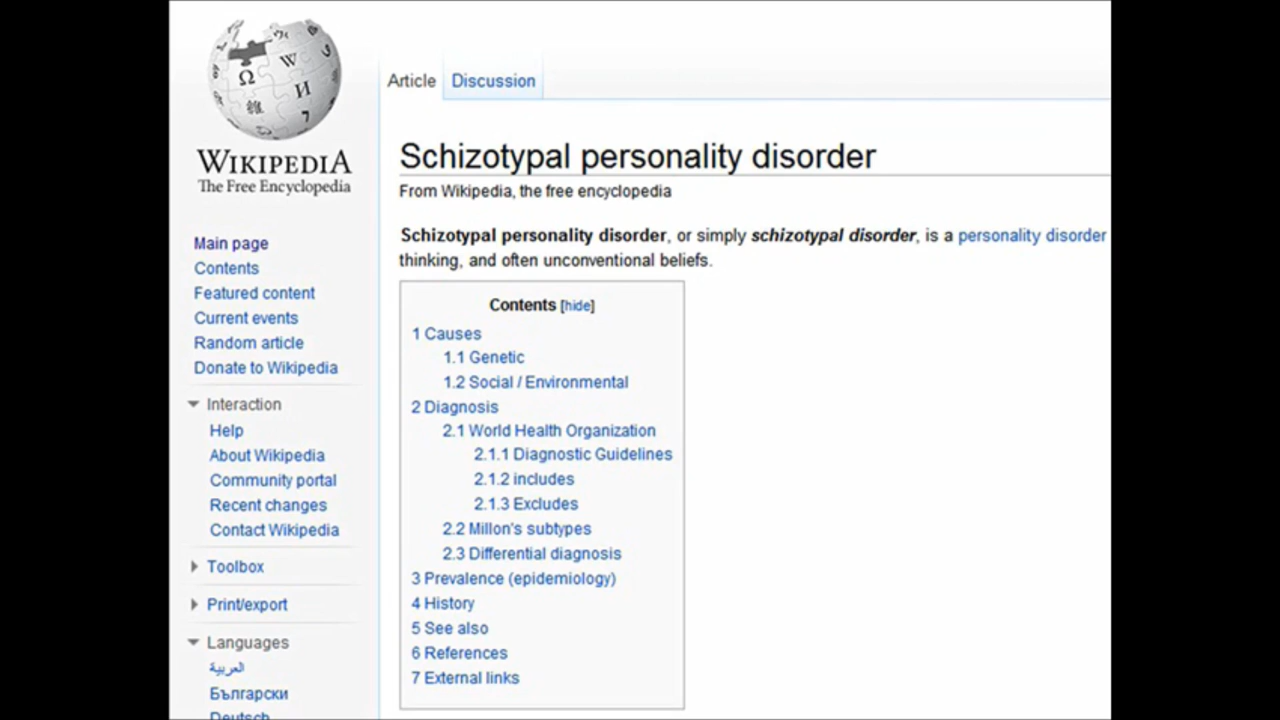 WIKIPEDIA
The Free Encyclopedia
Main page
Contents
Featured content
Current events
Random article
Donate to Wikipedia
Interaction
Help
About Wikipedia
Community portal
Recent changes
Contact Wikipedia
Toolbox
Print/export
Languages
العربية
Български
Deutsch
Article Discussion
Schizotypal personality disorder
From Wikipedia, the free encyclopedia
Schizotypal personality disorder, or simply schizotypal disorder, is a personality disorder
thinking, and often unconventional beliefs.
Contents [hide]
1 Causes
1.1 Genetic
1.2 Social / Environmental
2 Diagnosis
2.1 World Health Organization
2.1.1 Diagnostic Guidelines
2.1.2 includes
2.1.3 Excludes
2.2 Millon's subtypes
2.3 Differential diagnosis
3 Prevalence (epidemiology)
4 History
5 See also
6 References
7 External links